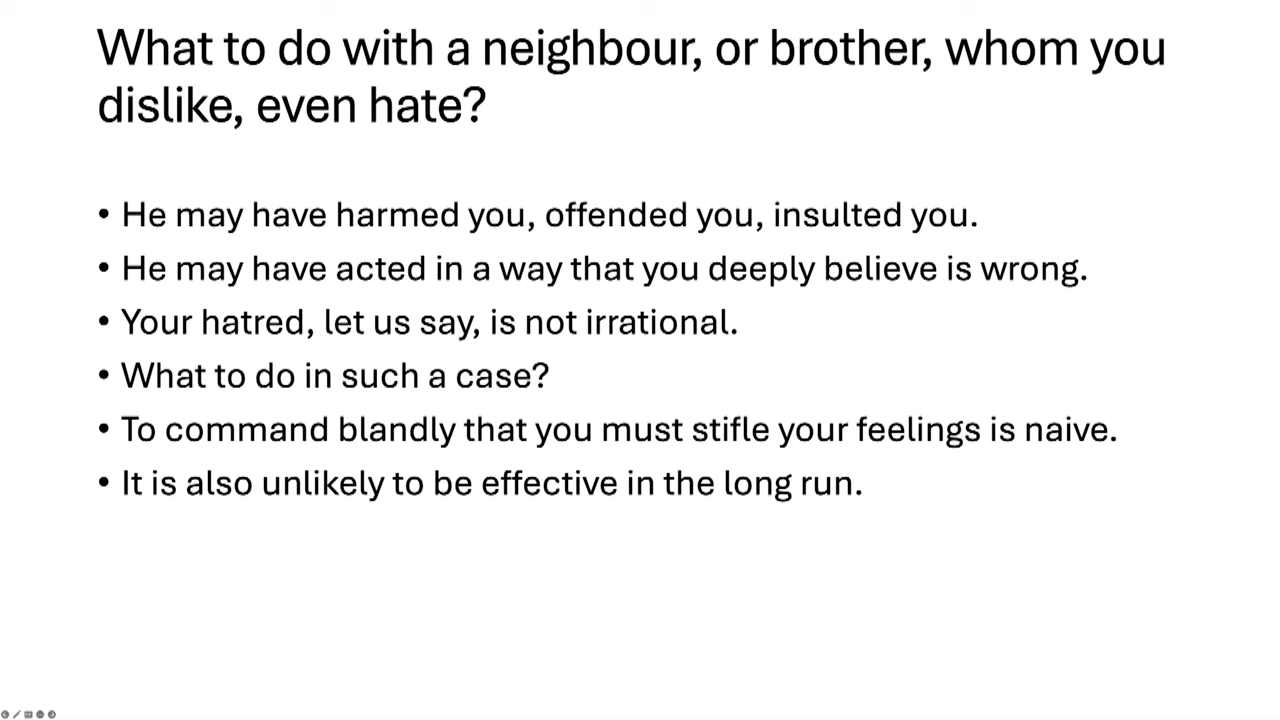 What to do with a neighbour, or brother, whom you
dislike, even hate?
• He may have harmed you, offended you, insulted you.
• He may have acted in a way that you deeply believe is wrong.
• Your hatred, let us say, is not irrational.
• What to do in such a case?
• To command blandly that you must stifle your feelings is naive.
• It is also unlikely to be effective in the long run.